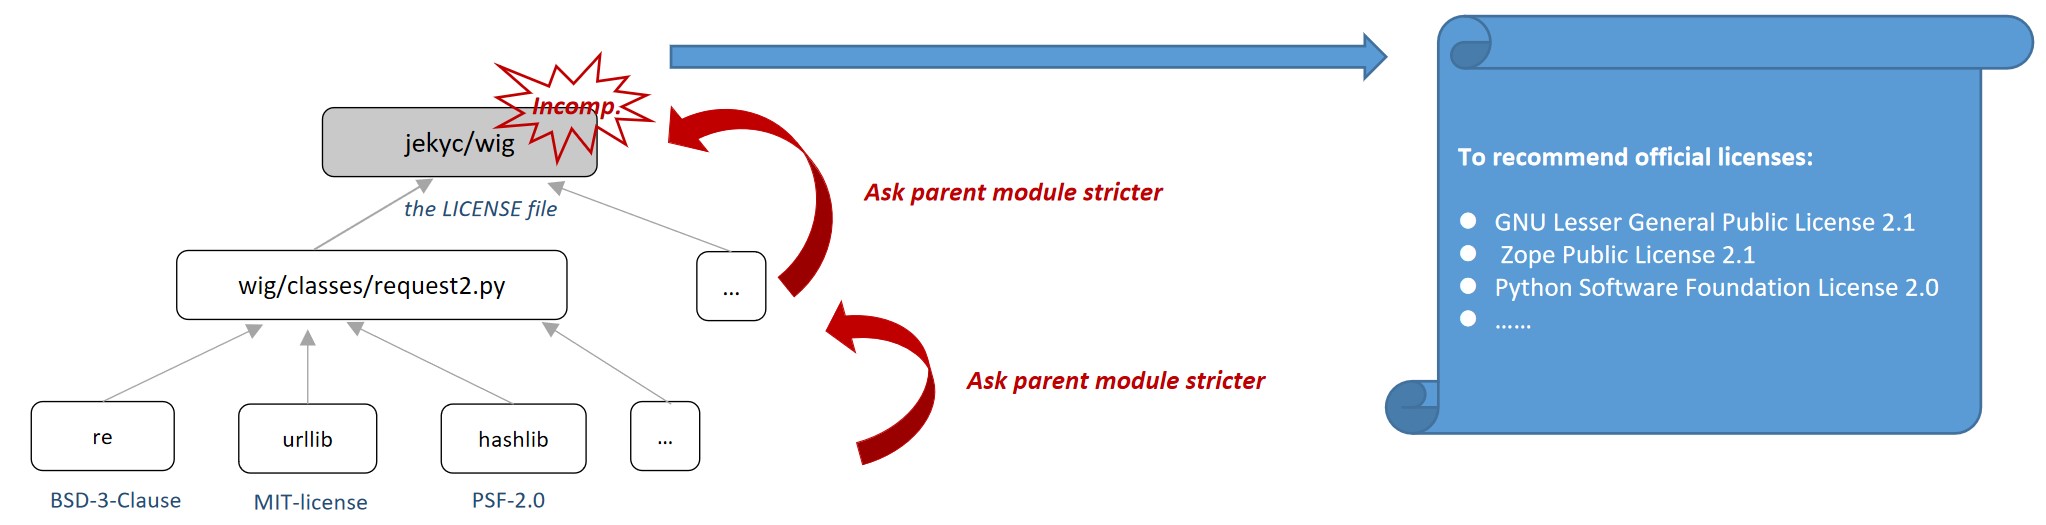 Incomp.
jekyc/wig
the LICENSE file
Ask parent module stricter
wig/classes/request2.py
...
Ask parent module stricter
re
urllib
hashlib
...
BSD-3-Clause
MIT-license
PSF-2.0
To recommend official licenses:
● GNU Lesser General Public License 2.1
● Zope Public License 2.1
● Python Software Foundation License 2.0
● ......